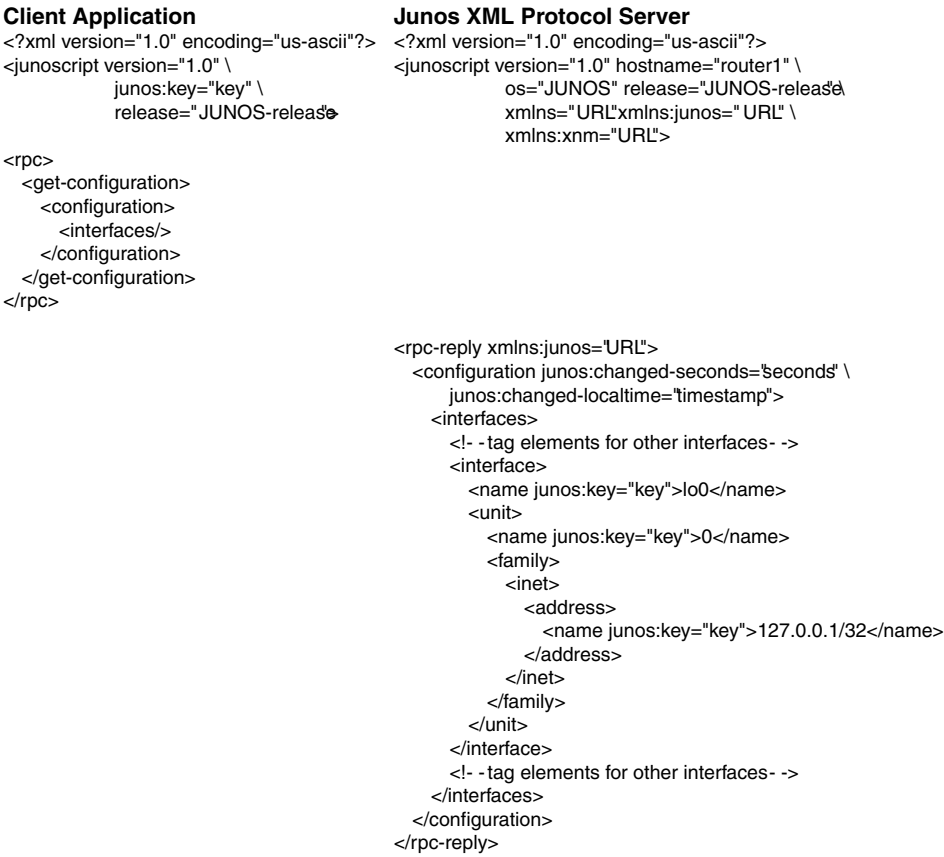 Client Application
<?xml version="1.0" encoding="us-ascii"?>
<junoscript version="1.0" \
junos:key="key" \
release="JUNOS-release">
<rpc>
<get-configuration>
<configuration>
<interfaces/>
</configuration>
</get-configuration>
</rpc>
Junos XML Protocol Server
<?xml version="1.0" encoding="us-ascii"?>
<junoscript version="1.0" hostname="router1" \
os="JUNOS" release="JUNOS-release"\
xmlns="URL"xmlns:junos="URL" \
xmlns:xnm="URL">
<rpc-reply xmlns:junos="URL">
<configuration junos:changed-seconds="seconds" \
junos:changed-localtime="timestamp">
<interfaces>
<!- -tag elements for other interfaces- ->
<interface>
<name junos:key="key">lo0</name>
<unit>
<name junos:key="key">0</name>
<family>
<inet>
<address>
<name junos:key="key">127.0.0.1/32</name>
</address>
</inet>
</family>
</unit>
</interface>
<!- -tag elements for other interfaces- ->
</interfaces>
</configuration>
</rpc-reply>